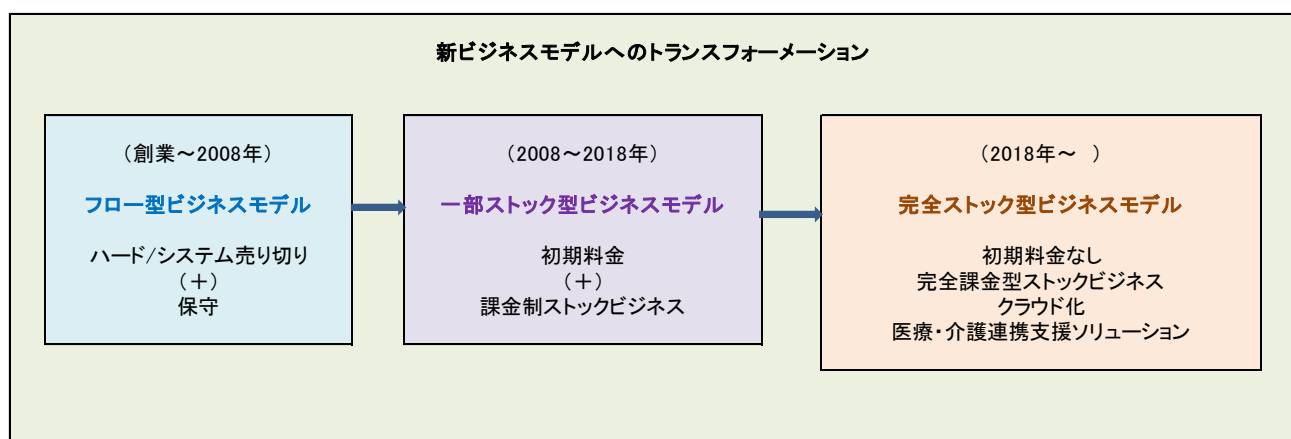 新ビジネスモデルへのトランスフォーメーション
（創業～2008年）
フロー型ビジネスモデル
ハード/システム売り切り
（＋）
保守
（2008～2018年）
一部ストック型ビジネスモデル
初期料金
（＋）
課金制ストックビジネス
（2018年～ ）
完全ストック型ビジネスモデル
初期料金なし
完全課金型ストックビジネス
クラウド化
医療・介護連携支援ソリューション